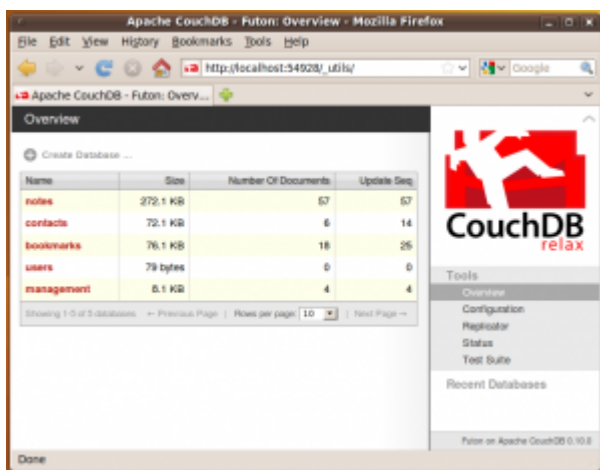 Apache CouchDB - Futon: Overview - Mozilla Firefox
File Edit View History Bookmarks Tools Help
http://localhost:54928/_utils/
Google
Apache CouchDB - Futon: Overv...
Overview
Create Database ...
Name Size Number Of Documents Update Seq
notes 272.1 KB 57 57
contacts 72.1 KB 6 14
bookmarks 76.1 KB 18 25
users 79 bytes 0 0
management 8.1 KB 4 4
Showing 1-5 of 5 databases ← Previous Page | Rows per page: 10 | Next Page →
CouchDB
relax
Tools
Overview
Configuration
Replicator
Status
Test Suite
Recent Databases
Futon on Apache CouchDB 0.10.0
Done